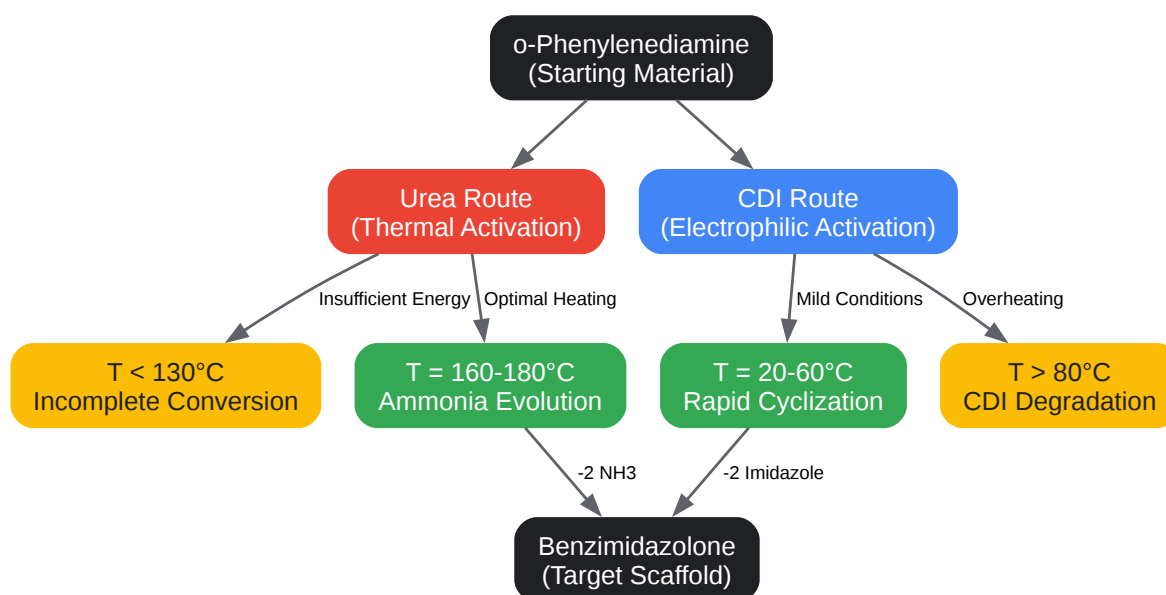 o-Phenylenediamine
(Starting Material)
Urea Route
(Thermal Activation)
CDI Route
(Electrophilic Activation)
Insufficient Energy
Optimal Heating
Mild Conditions
Overheating
T < 130°C
Incomplete Conversion
T = 160-180°C
Ammonia Evolution
T = 20-60°C
Rapid Cyclization
T > 80°C
CDI Degradation
-2 NH3
-2 Imidazole
Benzimidazolone
(Target Scaffold)